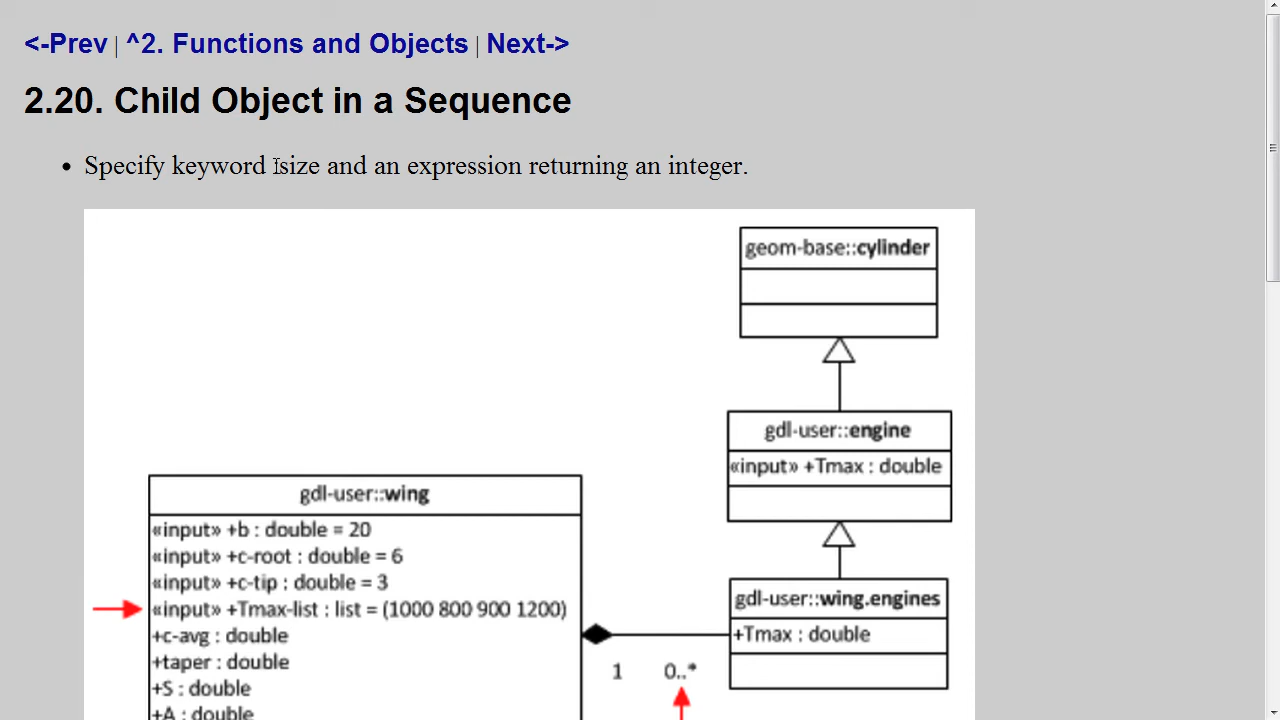 <-Prev | ^2. Functions and Objects | Next->
2.20. Child Object in a Sequence
• Specify keyword :size and an expression returning an integer.
geom-base::cylinder
gdl-user::engine
«input» +Tmax : double
gdl-user::wing
«input» +b : double = 20
«input» +c-root : double = 6
«input» +c-tip : double = 3
«input» +Tmax-list : list = (1000 800 900 1200)
+c-avg : double
+taper : double
+S : double
+A : double
gdl-user::wing.engines
+Tmax : double
1 0..*